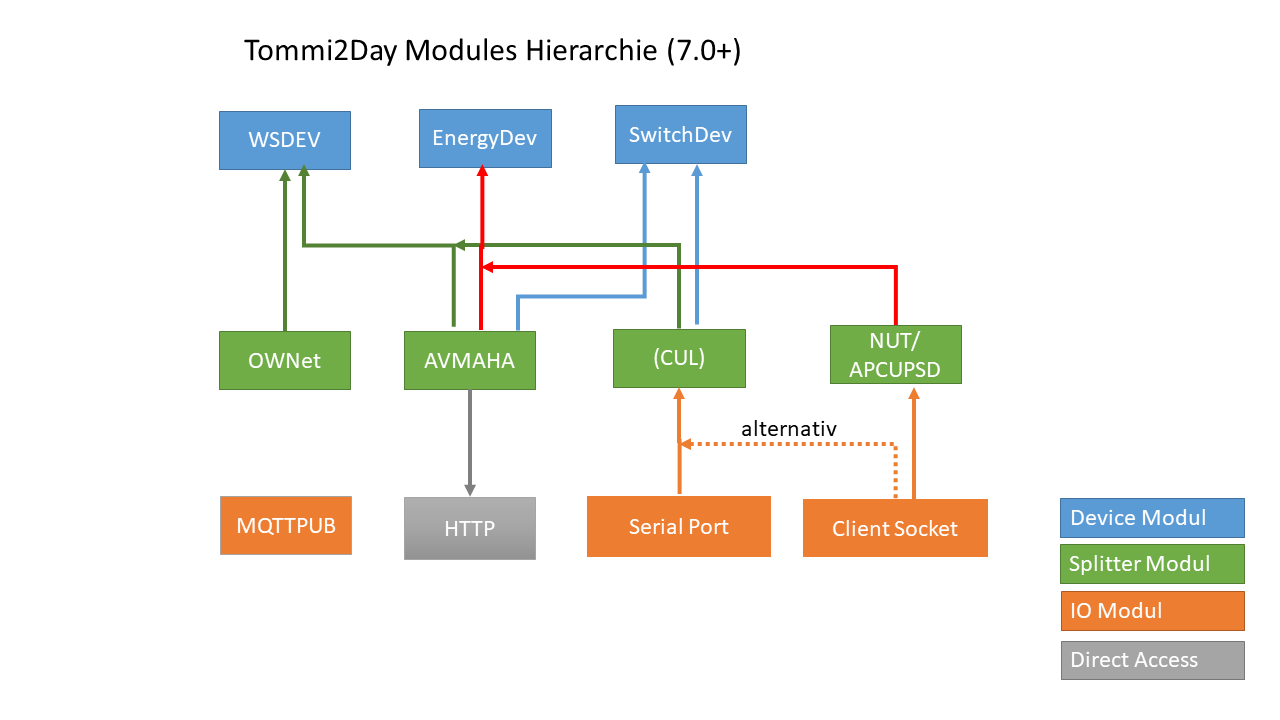 Tommi2Day Modules Hierarchie (7.0+)
WSDEV
EnergyDev
SwitchDev
OWNet
AVMAHA
(CUL)
NUT/
APCUPSD
alternativ
MQTTPUB
HTTP
Serial Port
Client Socket
Device Modul
Splitter Modul
IO Modul
Direct Access